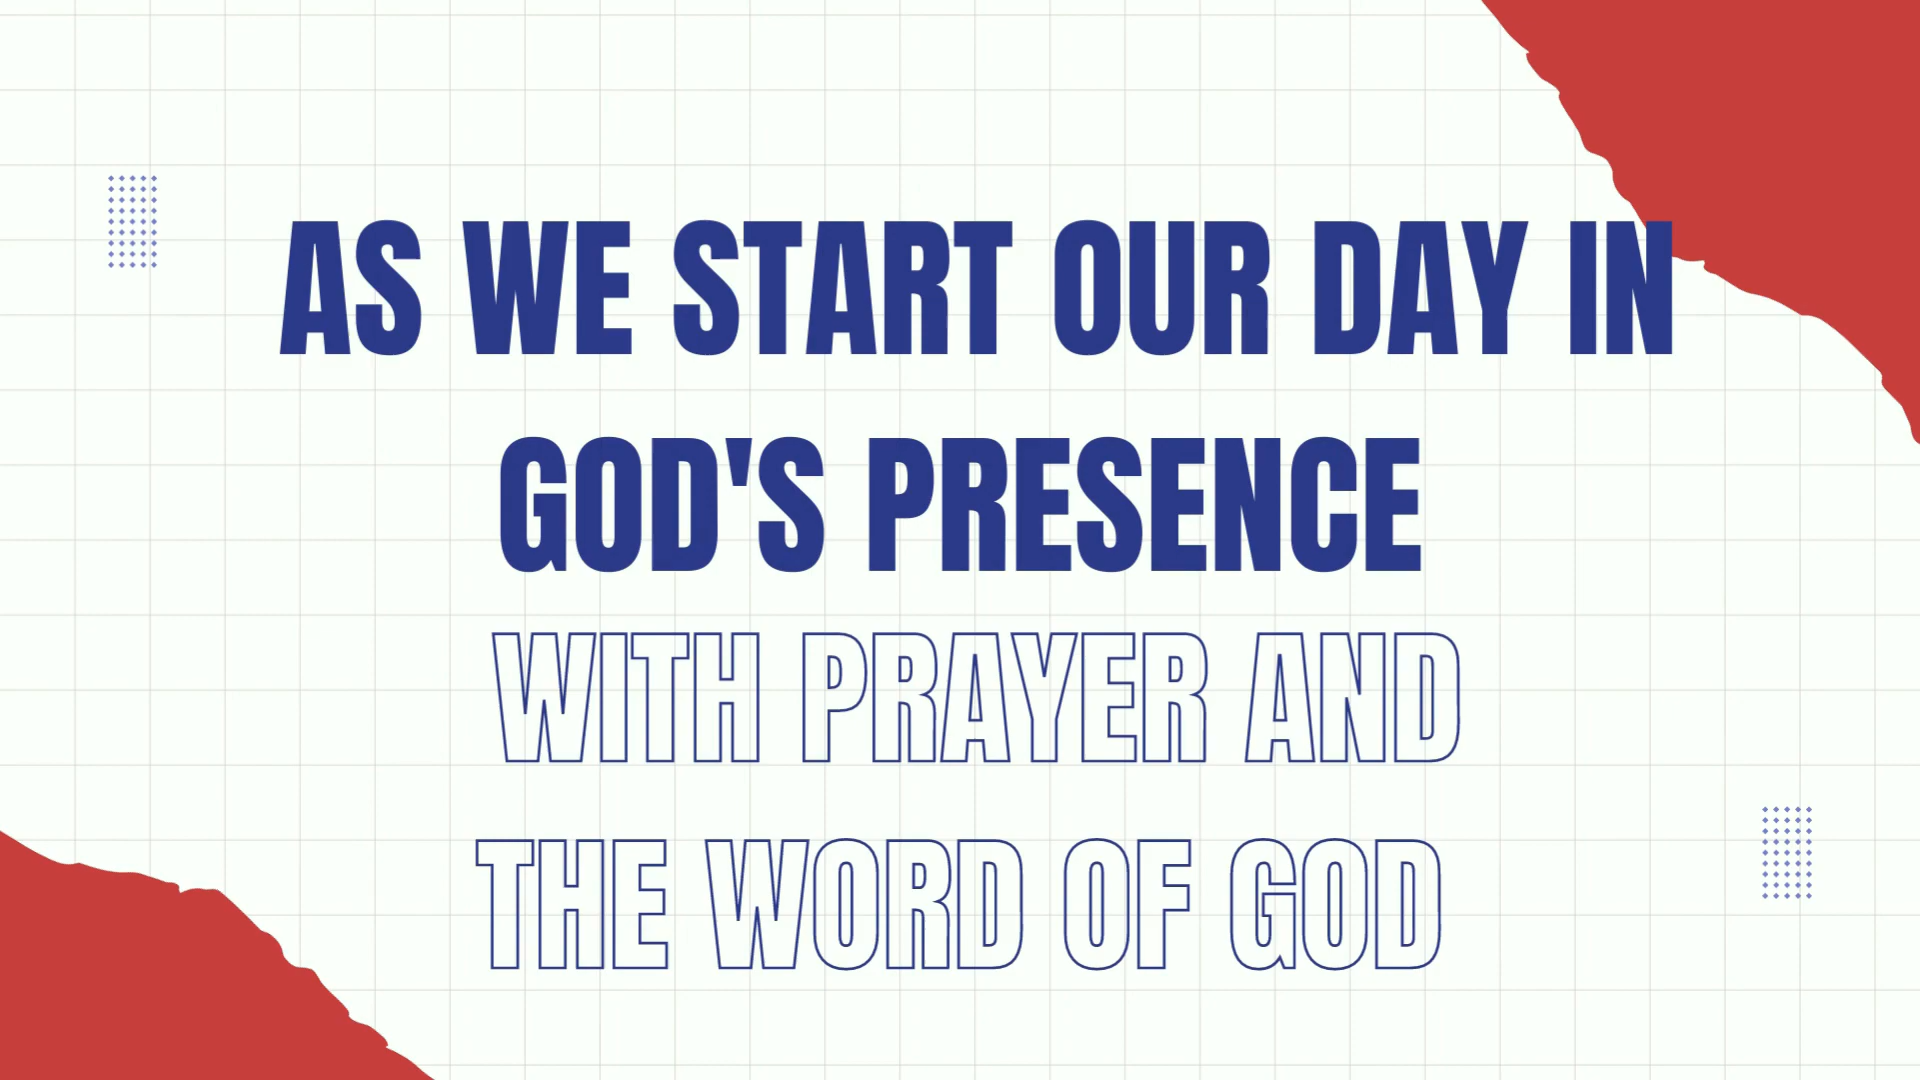 AS WE START OUR DAY IN
GOD'S PRESENCE
WITH PRAYER AND
THE WORD OF GOD